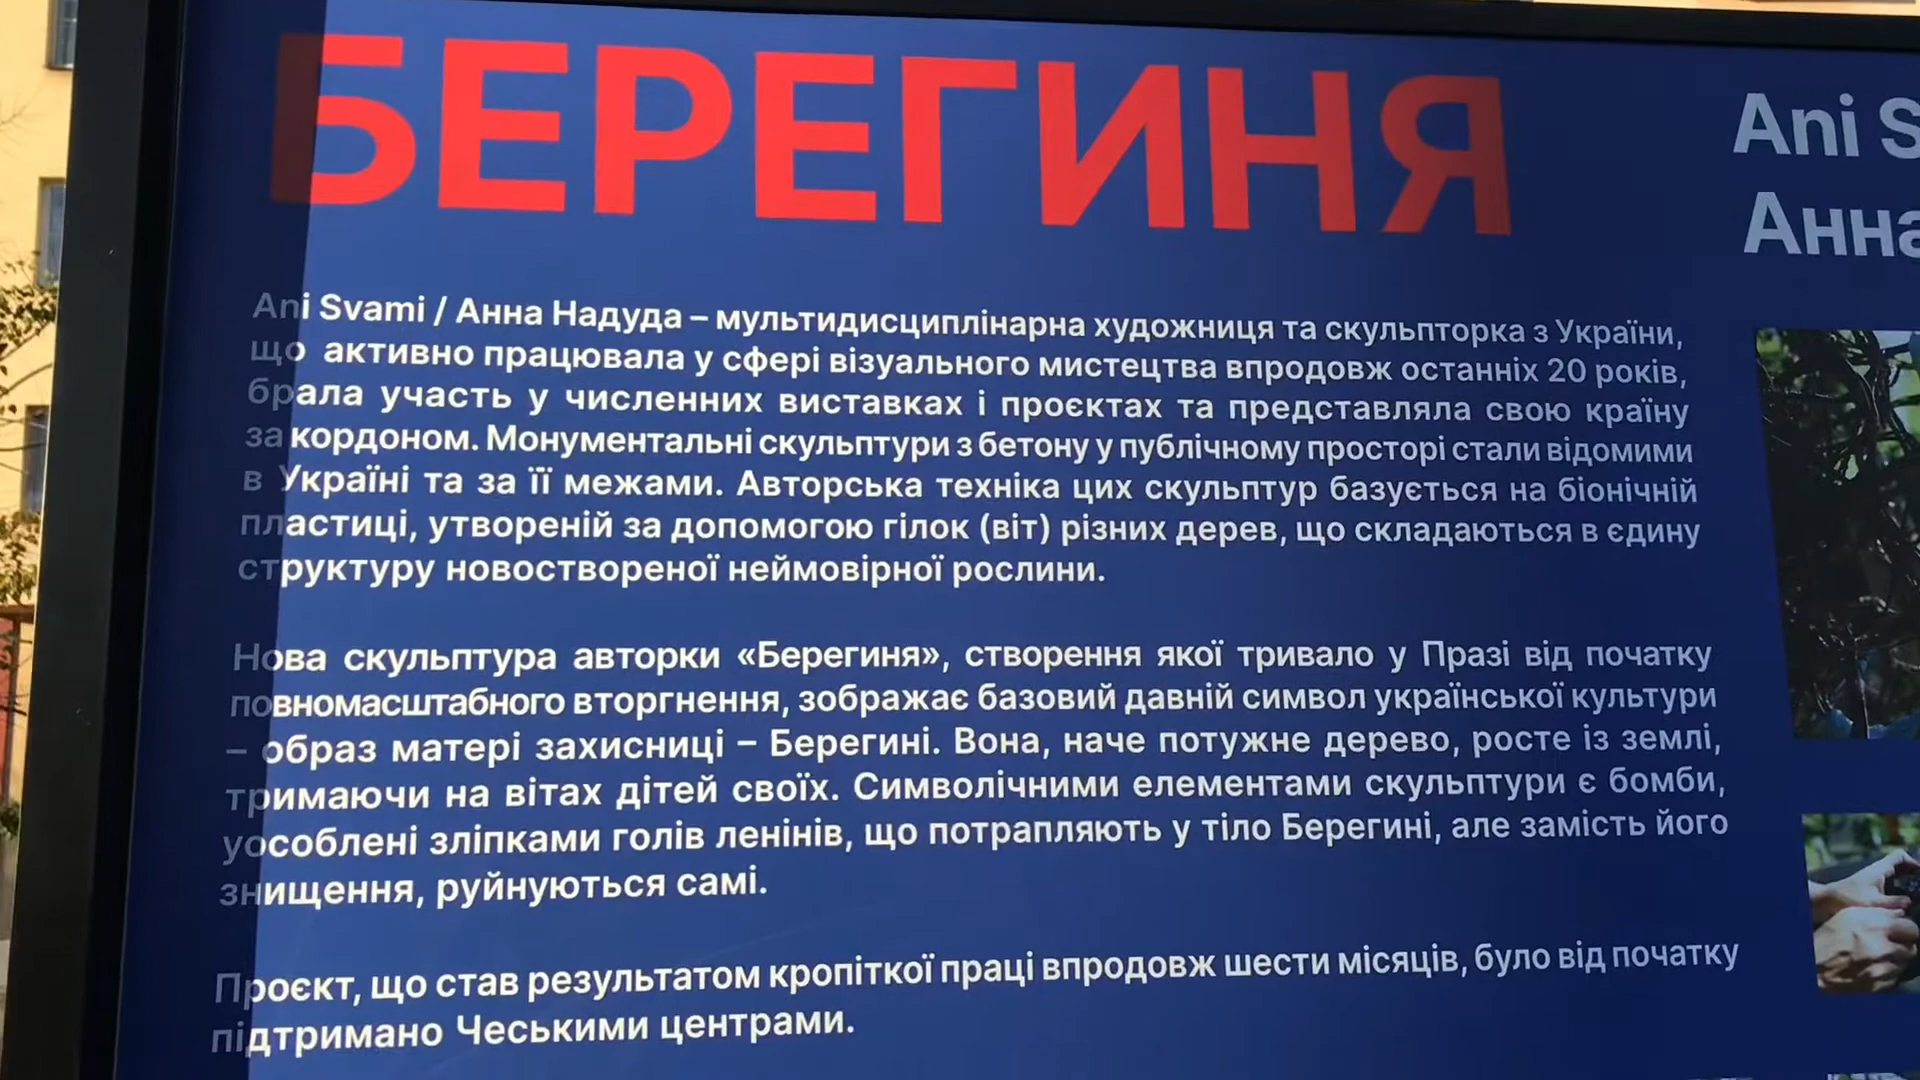 БЕРЕГИНЯ
Ani S
Анна
Ani Svami / Анна Надуда – мультидисциплінарна художниця та скульпторка з України,
що активно працювала у сфері візуального мистецтва впродовж останніх 20 років,
брала участь у численних виставках і проєктах та представляла свою країну
за кордоном. Монументальні скульптури з бетону у публічному просторі стали відомими
в Україні та за її межами. Авторська техніка цих скульптур базується на біонічній
пластиці, утвореній за допомогою гілок (віт) різних дерев, що складаються в єдину
структуру новоствореної неймовірної рослини.
Нова скульптура авторки «Берегиня», створення якої тривало у Празі від початку
повномасштабного вторгнення, зображає базовий давній символ української культури
– образ матері захисниці – Берегині. Вона, наче потужне дерево, росте із землі,
тримаючи на вітах дітей своїх. Символічними елементами скульптури є бомби,
уособлені зліпками голів ленінів, що потрапляють у тіло Берегині, але замість його
знищення, руйнуються самі.
Проєкт, що став результатом кропіткої праці впродовж шести місяців, було від початку
підтримано Чеськими центрами.